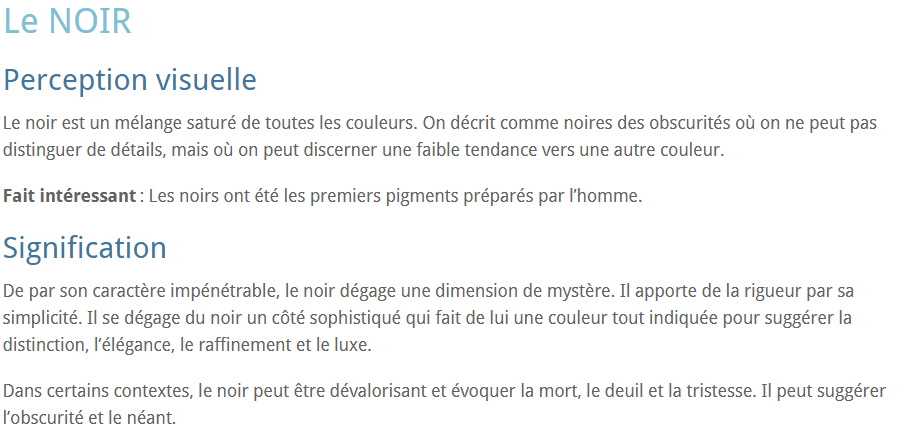 Le NOIR
Perception visuelle
Le noir est un mélange saturé de toutes les couleurs. On décrit comme noires des obscurités où on ne peut pas
distinguer de détails, mais où on peut discerner une faible tendance vers une autre couleur.
Fait intéressant : Les noirs ont été les premiers pigments préparés par l’homme.
Signification
De par son caractère impénétrable, le noir dégage une dimension de mystère. Il apporte de la rigueur par sa
simplicité. Il se dégage du noir un côté sophistiqué qui fait de lui une couleur tout indiquée pour suggérer la
distinction, l’élégance, le raffinement et le luxe.
Dans certains contextes, le noir peut être dévalorisant et évoquer la mort, le deuil et la tristesse. Il peut suggérer
l’obscurité et le néant.